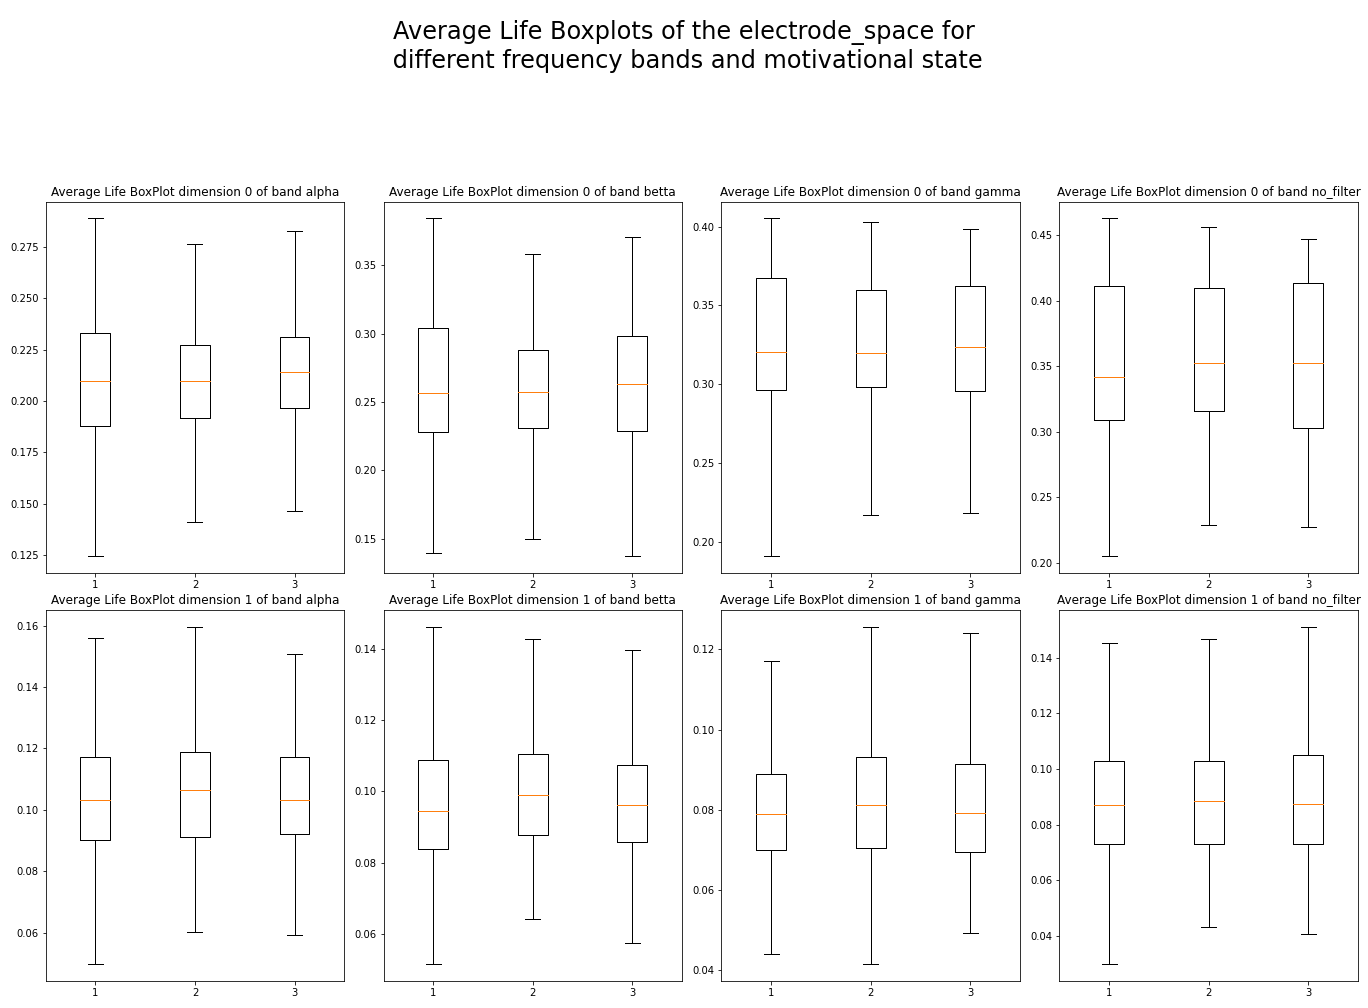 Average Life Boxplots of the electrode_space for
different frequency bands and motivational state
Average Life BoxPlot dimension 0 of band alpha
0.275
0.250
0.225
0.200
0.175
0.150
0.125
1 2 3
Average Life BoxPlot dimension 0 of band betta
0.35
0.30
0.25
0.20
0.15
1 2 3
Average Life BoxPlot dimension 0 of band gamma
0.40
0.35
0.30
0.25
0.20
1 2 3
Average Life BoxPlot dimension 0 of band no_filter
0.45
0.40
0.35
0.30
0.25
0.20
1 2 3
Average Life BoxPlot dimension 1 of band alpha
0.16
0.14
0.12
0.10
0.08
0.06
1 2 3
Average Life BoxPlot dimension 1 of band betta
0.14
0.12
0.10
0.08
0.06
1 2 3
Average Life BoxPlot dimension 1 of band gamma
0.12
0.10
0.08
0.06
0.04
1 2 3
Average Life BoxPlot dimension 1 of band no_filter
0.14
0.12
0.10
0.08
0.06
0.04
1 2 3